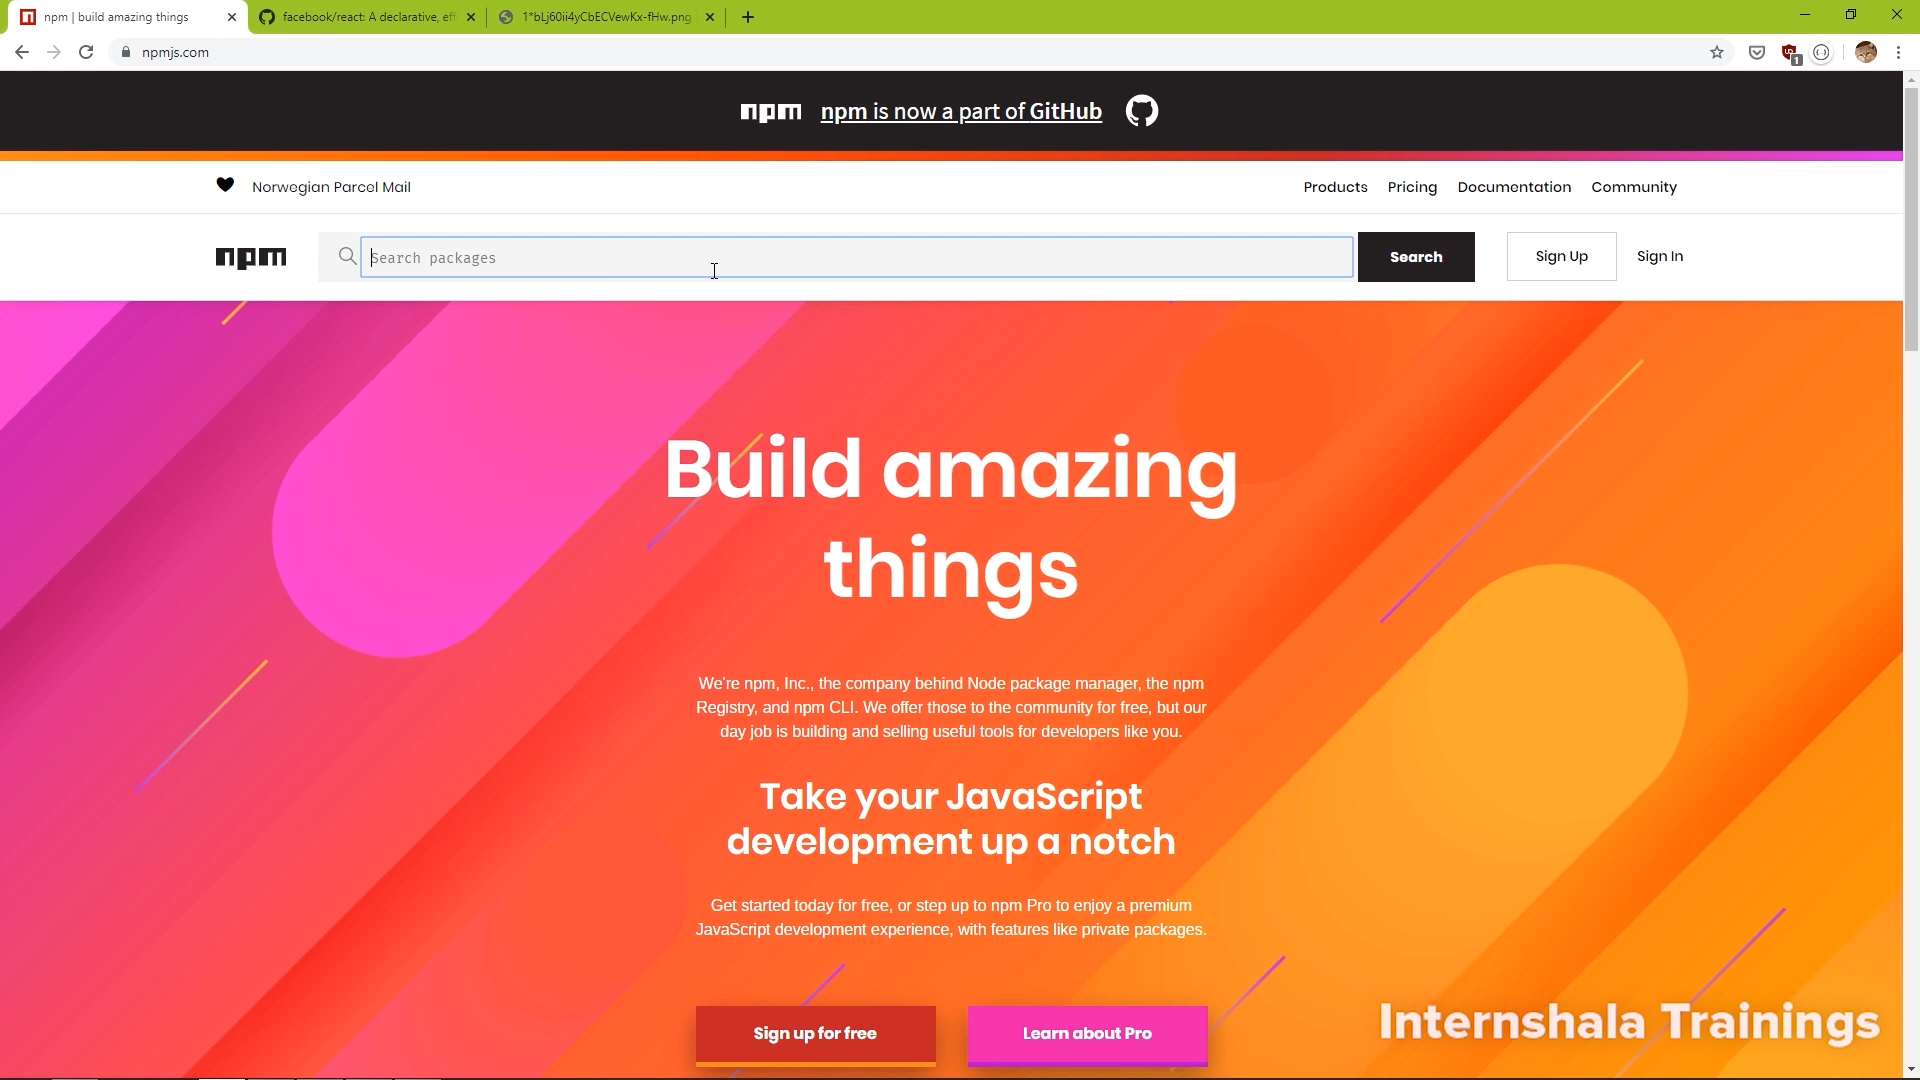 npm | build amazing things
facebook/react: A declarative, eff
1*bLj60ii4yCbECVewKx-fHw.png
npmjs.com
1
npm npm is now a part of GitHub
Norwegian Parcel Mail
Products Pricing Documentation Community
npm
Search packages
Search
Sign Up
Sign In
Build amazing
things
We're npm, Inc., the company behind Node package manager, the npm
Registry, and npm CLI. We offer those to the community for free, but our
day job is building and selling useful tools for developers like you.
Take your JavaScript
development up a notch
Get started today for free, or step up to npm Pro to enjoy a premium
JavaScript development experience, with features like private packages.
Sign up for free
Learn about Pro
Internshala Trainings